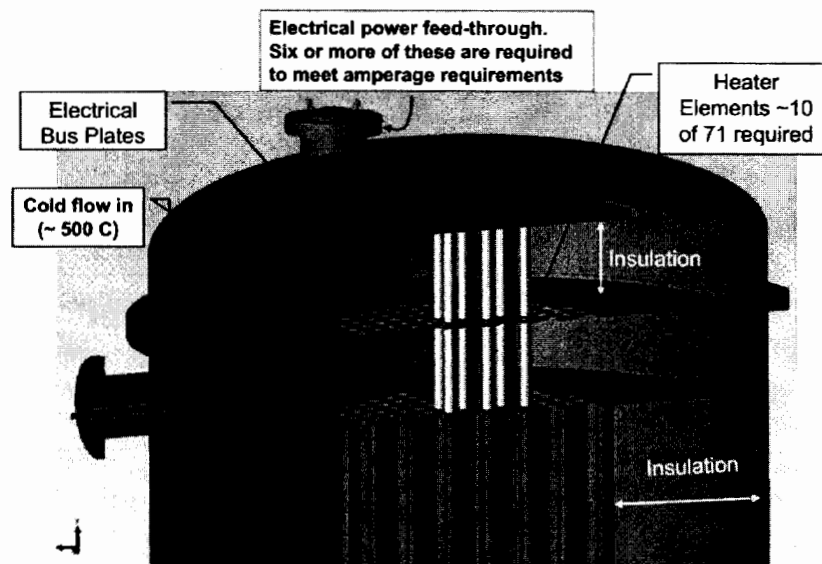 Electrical power feed-through.
Six or more of these are required
to meet amperage requirements
Electrical
Bus Plates
Heater
Elements ~10
of 71 required
Cold flow in
(~ 500 C)
Insulation
Insulation